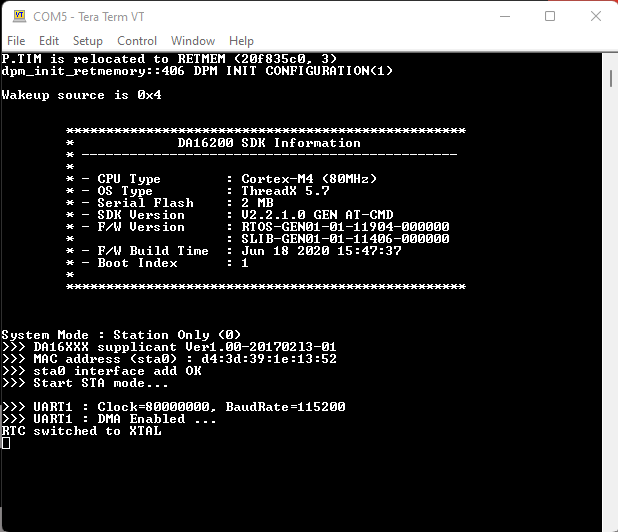 COM5 - Tera Term VT
File Edit Setup Control Window Help
P.TIM is relocated to RETMEM (20f835c0, 3)
dpm_init_retmemory::406 DPM INIT CONFIGURATION(1)
Wakeup source is 0x4
**************************************************
* DA16200 SDK Information
* -----------------------------------------------
*
* - CPU Type : Cortex-M4 (80MHz)
* - OS Type : ThreadX 5.7
* - Serial Flash : 2 MB
* - SDK Version : V2.2.1.0 GEN AT-CMD
* - F/W Version : RTOS-GEN01-01-11904-000000
* : SLIB-GEN01-01-11406-000000
* - F/W Build Time : Jun 18 2020 15:47:37
* - Boot Index : 1
*
**************************************************
System Mode : Station Only (0)
>>> DA16XXX supplicant Ver1.00-20170213-01
>>> MAC address (sta0) : d4:3d:39:1e:13:52
>>> sta0 interface add OK
>>> Start STA mode...
>>> UART1 : Clock=80000000, BaudRate=115200
>>> UART1 : DMA Enabled ...
RTC switched to XTAL